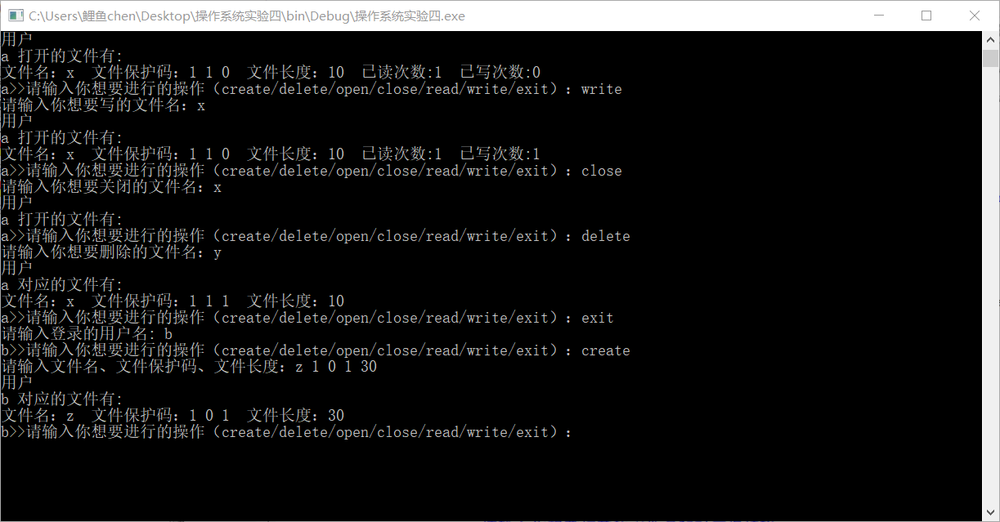 C:\Users\鲤鱼chen\Desktop\操作系统实验四\bin\Debug\操作系统实验四.exe
用户
a 打开的文件有:
文件名：x  文件保护码：1 1 0  文件长度：10  已读次数:1  已写次数:0
a>>请输入你想要进行的操作（create/delete/open/close/read/write/exit）：write
请输入你想要写的文件名：x
用户
a 打开的文件有:
文件名：x  文件保护码：1 1 0  文件长度：10  已读次数:1  已写次数:1
a>>请输入你想要进行的操作（create/delete/open/close/read/write/exit）：close
请输入你想要关闭的文件名：x
用户
a 打开的文件有:
a>>请输入你想要进行的操作（create/delete/open/close/read/write/exit）：delete
请输入你想要删除的文件名：y
用户
a 对应的文件有:
文件名：x  文件保护码：1 1 1  文件长度：10
a>>请输入你想要进行的操作（create/delete/open/close/read/write/exit）：exit
请输入登录的用户名: b
b>>请输入你想要进行的操作（create/delete/open/close/read/write/exit）：create
请输入文件名、文件保护码、文件长度：z 1 0 1 30
用户
b 对应的文件有:
文件名：z  文件保护码：1 0 1  文件长度：30
b>>请输入你想要进行的操作（create/delete/open/close/read/write/exit）：